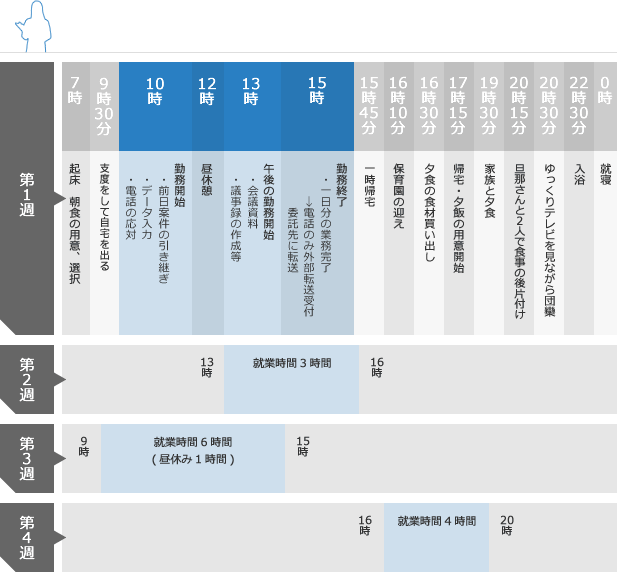 第1週
7時
起床 朝食の用意、選択
9時30分
支度をして自宅を出る
10時
勤務開始
・前日案件の引き継ぎ
・データ入力
・電話の応対
12時
昼休憩
13時
午後の勤務開始
・会議資料
・議事録の作成等
15時
勤務終了
・一日分の業務完了
↓電話のみ外部転送受付
委託先に転送
15時45分
一時帰宅
16時10分
保育園の迎え
16時30分
夕食の食材買い出し
17時15分
帰宅・夕飯の用意開始
19時30分
家族と夕食
20時15分
旦那さんと2人で食事の後片付け
20時30分
ゆっくりテレビを見ながら団欒
22時30分
入浴
0時
就寝
第2週
13時
就業時間3時間
16時
第3週
9時
就業時間6時間
(昼休み1時間)
15時
第4週
16時
就業時間4時間
20時